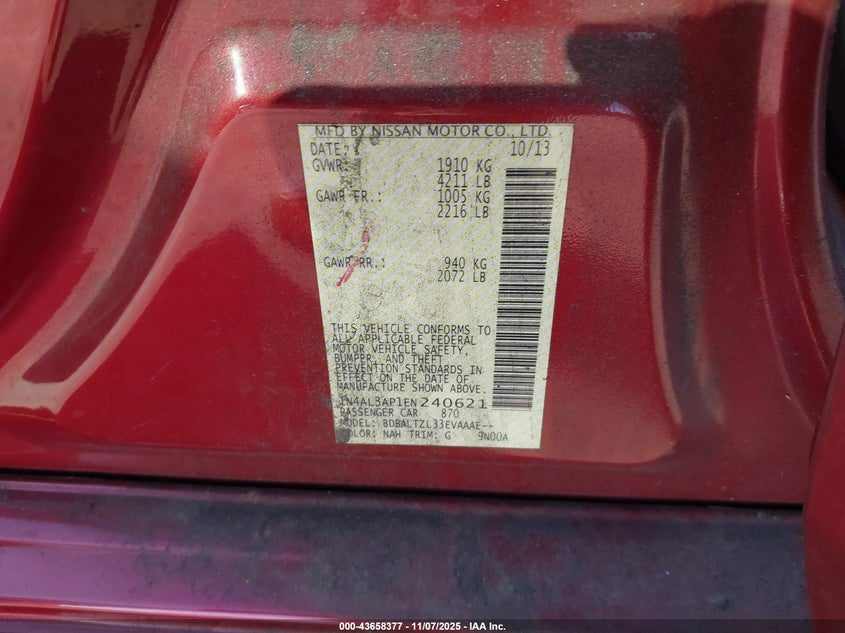 MFD BY NISSAN MOTOR CO., LTD.
DATE: 10/13
GVWR: 1910 KG
4211 LB
GAWR FR.: 1005 KG
2216 LB
GAWR RR.: 940 KG
2072 LB
THIS VEHICLE CONFORMS TO
ALL APPLICABLE FEDERAL
MOTOR VEHICLE SAFETY,
BUMPER, AND THEFT
PREVENTION STANDARDS IN
EFFECT ON THE DATE OF
MANUFACTURE SHOWN ABOVE.
1N4AL3AP1EN240621
PASSENGER CAR 870
MODEL: BDBALTZL33EVAAAE--
COLOR: NAH TRIM: G 9N00A
000-43658377 - 11/07/2025 - IAA Inc.